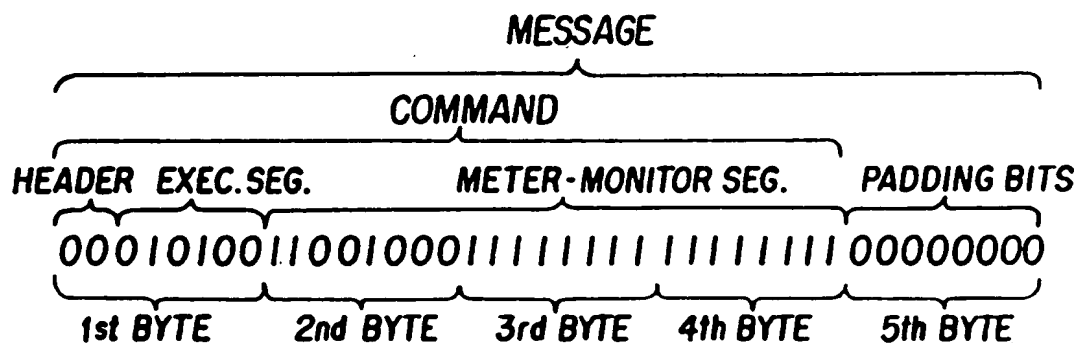 MESSAGE
COMMAND
HEADER EXEC. SEG. METER-MONITOR SEG. PADDING BITS
0001010011001000111111111111111100000000
1st BYTE 2nd BYTE 3rd BYTE 4th BYTE 5th BYTE